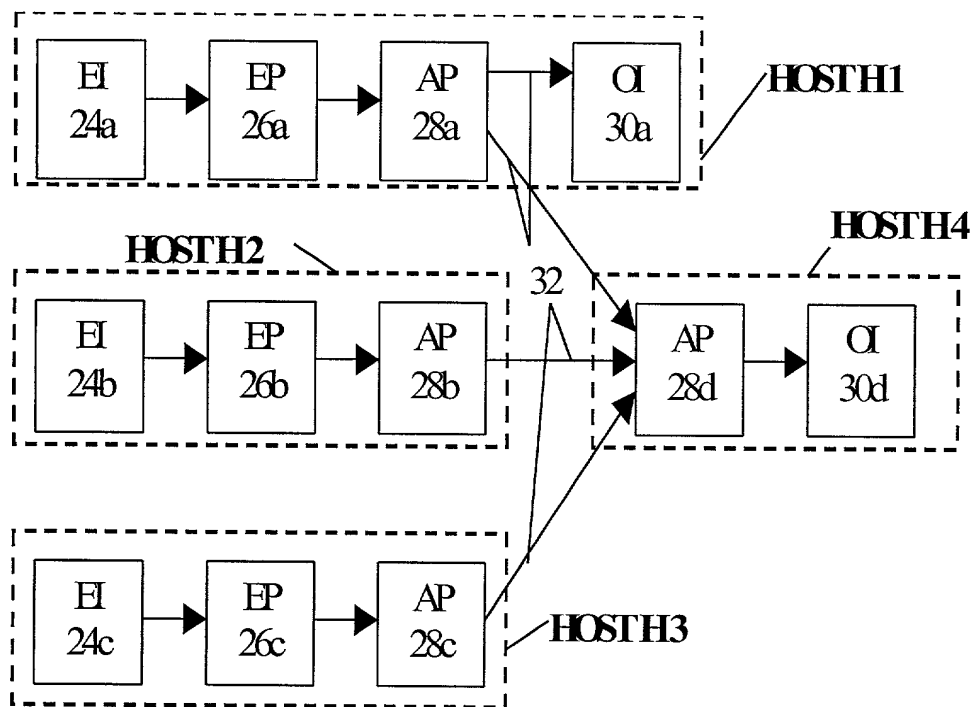 EI
24a
EP
26a
AP
28a
OI
30a
HOST H1
HOST H2
HOST H4
32
EI
24b
EP
26b
AP
28b
AP
28d
OI
30d
EI
24c
EP
26c
AP
28c
HOST H3